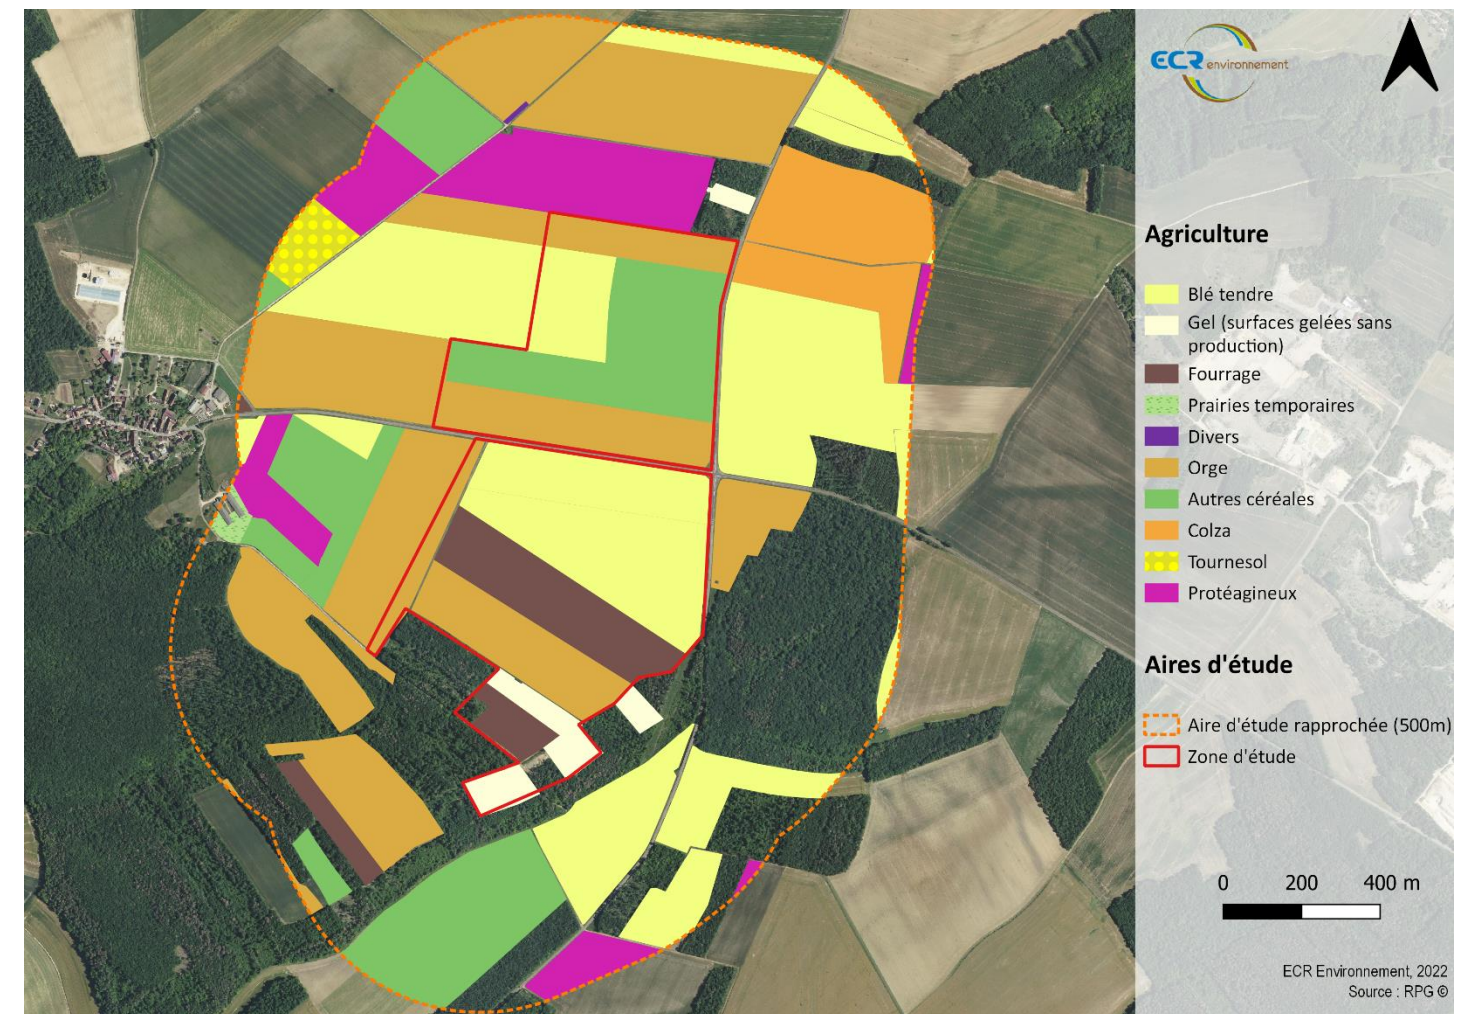 ECR environnement
Agriculture
Blé tendre
Gel (surfaces gelées sans
production)
Fourrage
Prairies temporaires
Divers
Orge
Autres céréales
Colza
Tournesol
Protéagineux
Aires d'étude
Aire d'étude rapprochée (500m)
Zone d'étude
0 200 400 m
ECR Environnement, 2022
Source : RPG ©